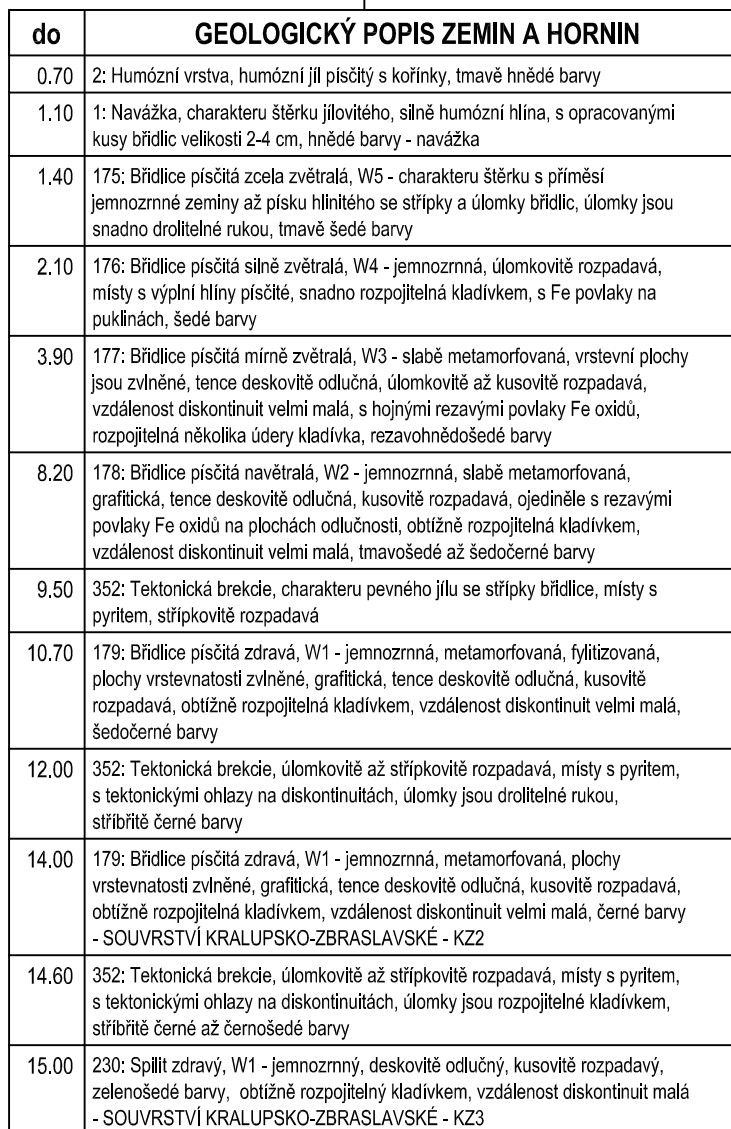 do GEOLOGICKÝ POPIS ZEMIN A HORNIN
0.70 2: Humózní vrstva, humózní jíl písčitý s kořínky, tmavě hnědé barvy
1.10 1: Navážka, charakteru štěrku jílovitého, silně humózní hlína, s opracovanými
kusy břidlic velikosti 2-4 cm, hnědé barvy - navážka
1.40 175: Břidlice písčitá zcela zvětralá, W5 - charakteru štěrku s příměsí
jemnozrnné zeminy až písku hlinitého se střípky a úlomky břidlic, úlomky jsou
snadno drolitelné rukou, tmavě šedé barvy
2.10 176: Břidlice písčitá silně zvětralá, W4 - jemnozrnná, úlomkovitě rozpadavá,
místy s výplní hlíny písčité, snadno rozpojitelná kladívkem, s Fe povlaky na
puklinách, šedé barvy
3.90 177: Břidlice písčitá mírně zvětralá, W3 - slabě metamorfovaná, vrstevní plochy
jsou zvlněné, tence deskovitě odlučná, úlomkovitě až kusovitě rozpadavá,
vzdálenost diskontinuit velmi malá, s hojnými rezavými povlaky Fe oxidů,
rozpojitelná několika údery kladívka, rezavohnědošedé barvy
8.20 178: Břidlice písčitá navětralá, W2 - jemnozrnná, slabě metamorfovaná,
grafitická, tence deskovitě odlučná, kusovitě rozpadavá, ojediněle s rezavými
povlaky Fe oxidů na plochách odlučnosti, obtížně rozpojitelná kladívkem,
vzdálenost diskontinuit velmi malá, tmavošedé až šedočerné barvy
9.50 352: Tektonická brekcie, charakteru pevného jílu se střípky břidlice, místy s
pyritem, střípkovitě rozpadavá
10.70 179: Břidlice písčitá zdravá, W1 - jemnozrnná, metamorfovaná, fylitizovaná,
plochy vrstevnatosti zvlněné, grafitická, tence deskovitě odlučná, kusovitě
rozpadavá, obtížně rozpojitelná kladívkem, vzdálenost diskontinuit velmi malá,
šedočerné barvy
12.00 352: Tektonická brekcie, úlomkovitě až střípkovitě rozpadavá, místy s pyritem,
s tektonickými ohlazy na diskontinuitách, úlomky jsou drolitelné rukou,
stříbřitě černé barvy
14.00 179: Břidlice písčitá zdravá, W1 - jemnozrnná, metamorfovaná, plochy
vrstevnatosti zvlněné, grafitická, tence deskovitě odlučná, kusovitě rozpadavá,
obtížně rozpojitelná kladívkem, vzdálenost diskontinuit velmi malá, černé barvy
- SOUVRSTVÍ KRALUPSKO-ZBRASLAVSKÉ - KZ2
14.60 352: Tektonická brekcie, úlomkovitě až střípkovitě rozpadavá, místy s pyritem,
s tektonickými ohlazy na diskontinuitách, úlomky jsou rozpojitelné kladívkem,
stříbřitě černé až černošedé barvy
15.00 230: Spilit zdravý, W1 - jemnozrnný, deskovitě odlučný, kusovitě rozpadavý,
zelenošedé barvy, obtížně rozpojitelný kladívkem, vzdálenost diskontinuit malá
- SOUVRSTVÍ KRALUPSKO-ZBRASLAVSKÉ - KZ3